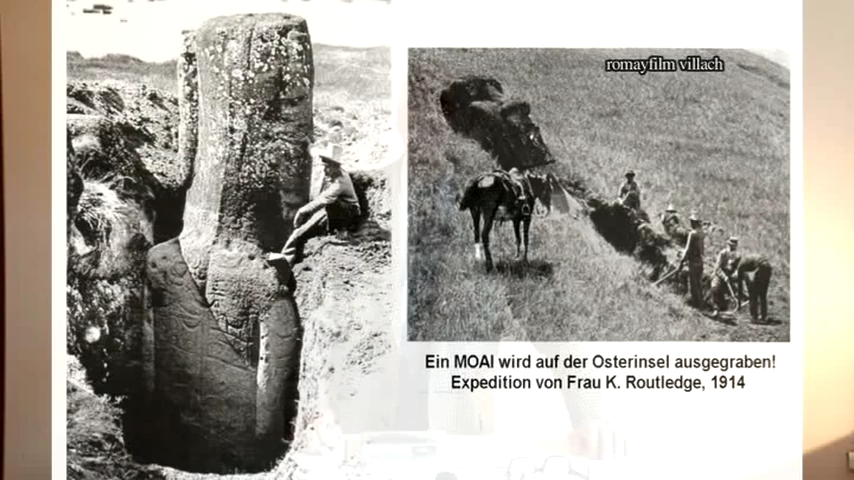 romayfilm villach
Ein MOAI wird auf der Osterinsel ausgegraben!
Expedition von Frau K. Routledge, 1914